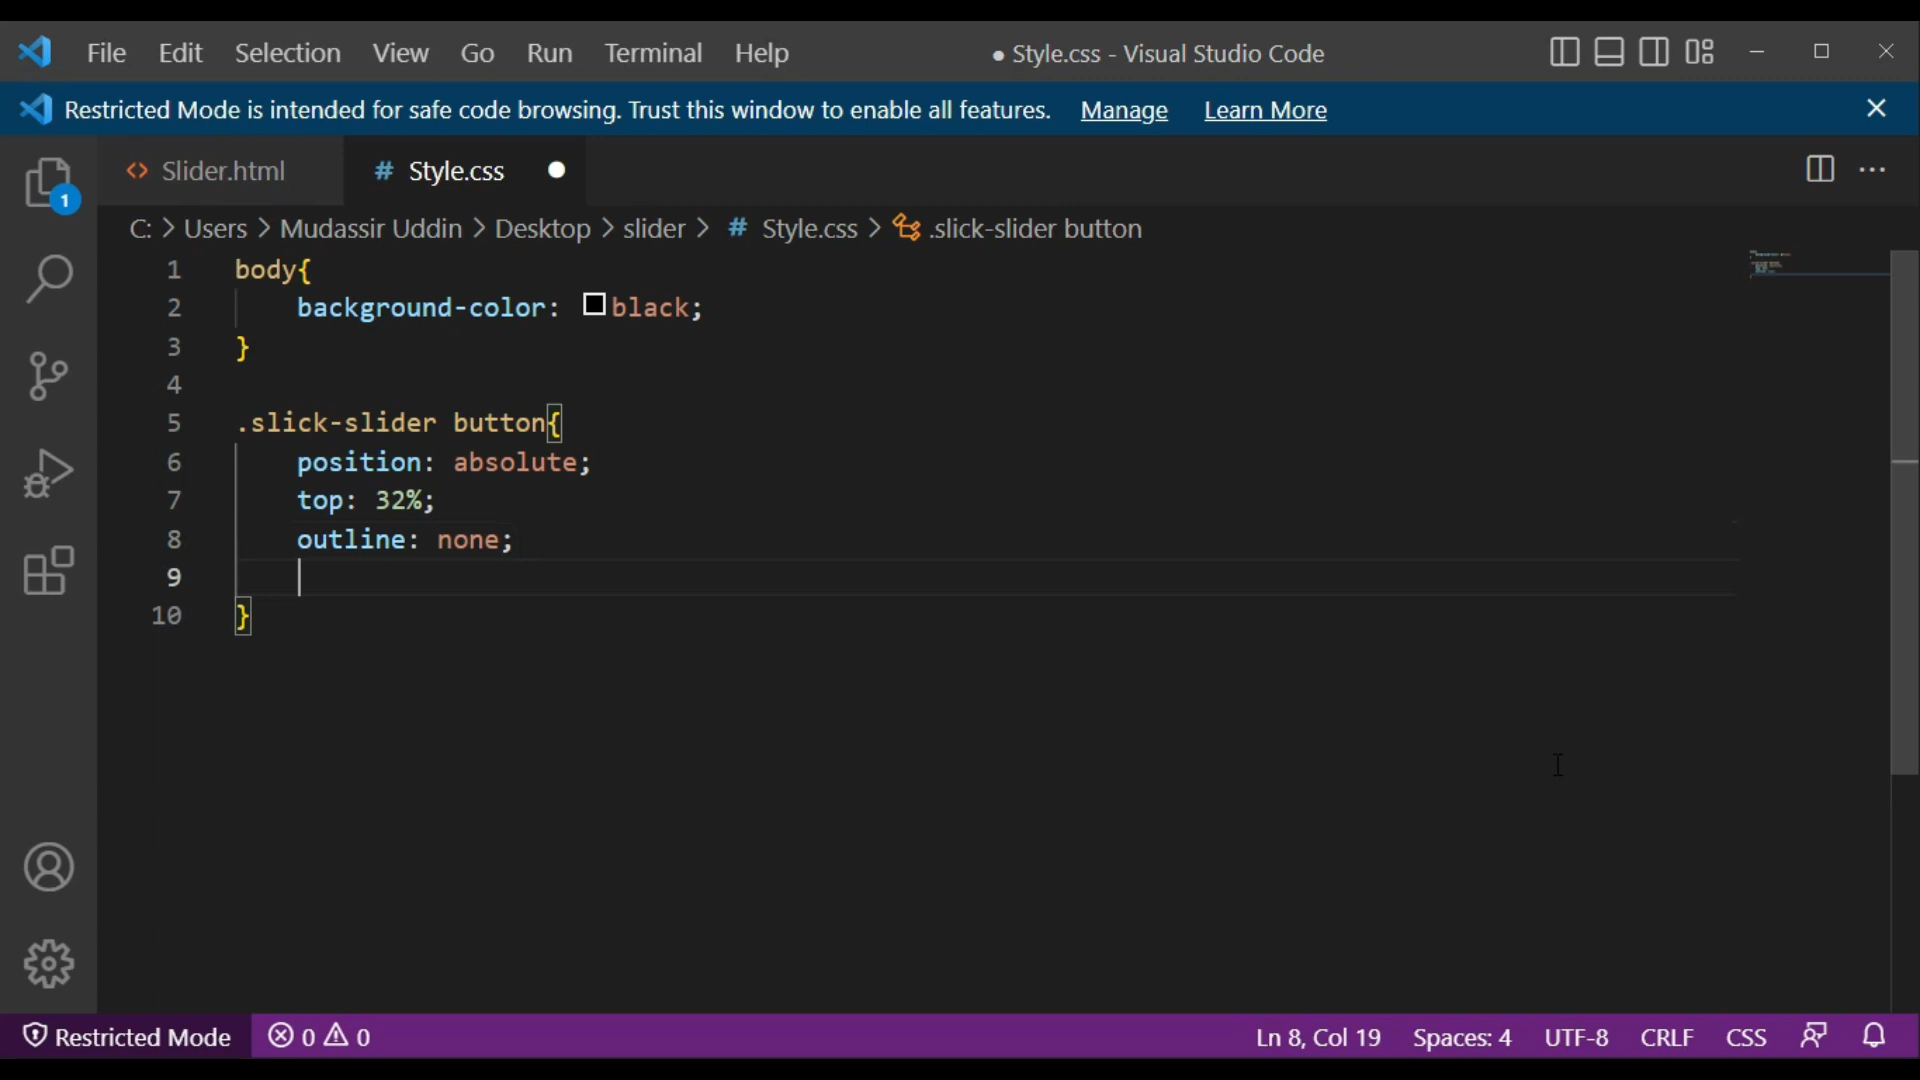 File Edit Selection View Go Run Terminal Help ● Style.css - Visual Studio Code
Restricted Mode is intended for safe code browsing. Trust this window to enable all features. Manage Learn More
<> Slider.html # Style.css ●
C: > Users > Mudassir Uddin > Desktop > slider > # Style.css > .slick-slider button
1 body{
2     background-color: black;
3 }
4
5 .slick-slider button{
6     position: absolute;
7     top: 32%;
8     outline: none;
9
10 }
1
Restricted Mode 0 0 Ln 8, Col 19 Spaces: 4 UTF-8 CRLF CSS